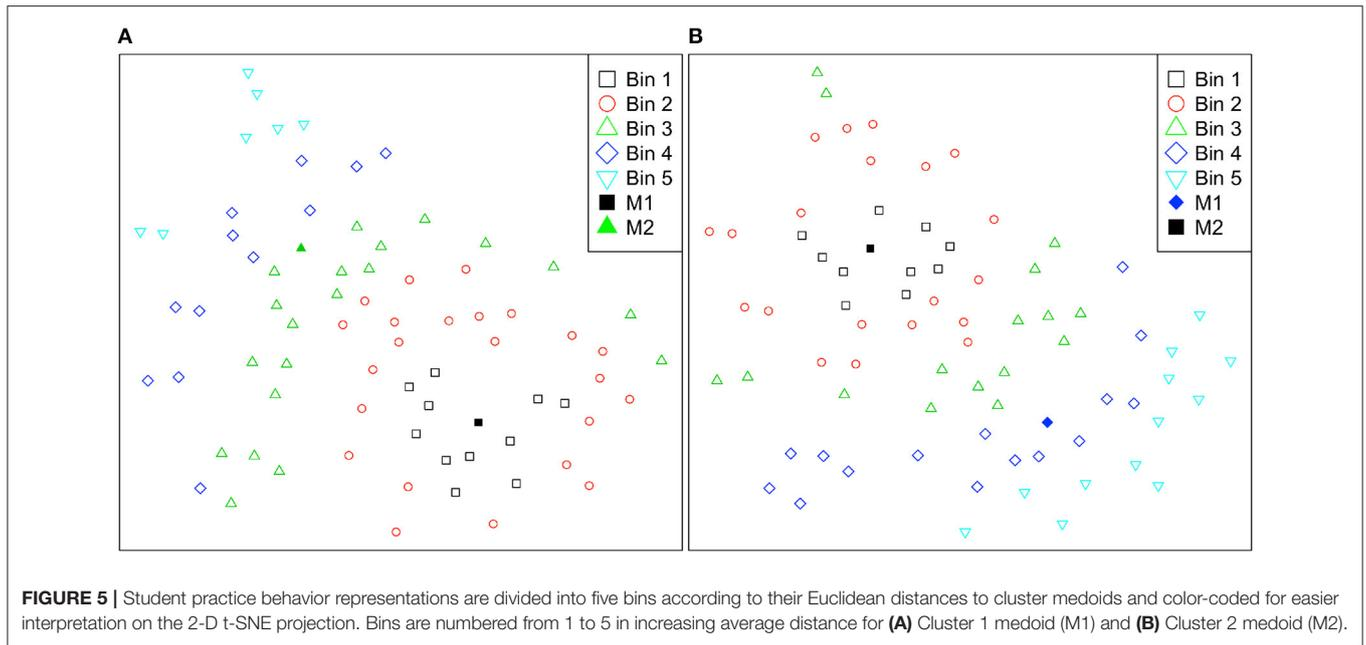 A
Bin 1
Bin 2
Bin 3
Bin 4
Bin 5
M1
M2
B
Bin 1
Bin 2
Bin 3
Bin 4
Bin 5
M1
M2
FIGURE 5 | Student practice behavior representations are divided into five bins according to their Euclidean distances to cluster medoids and color-coded for easier
interpretation on the 2-D t-SNE projection. Bins are numbered from 1 to 5 in increasing average distance for (A) Cluster 1 medoid (M1) and (B) Cluster 2 medoid (M2).